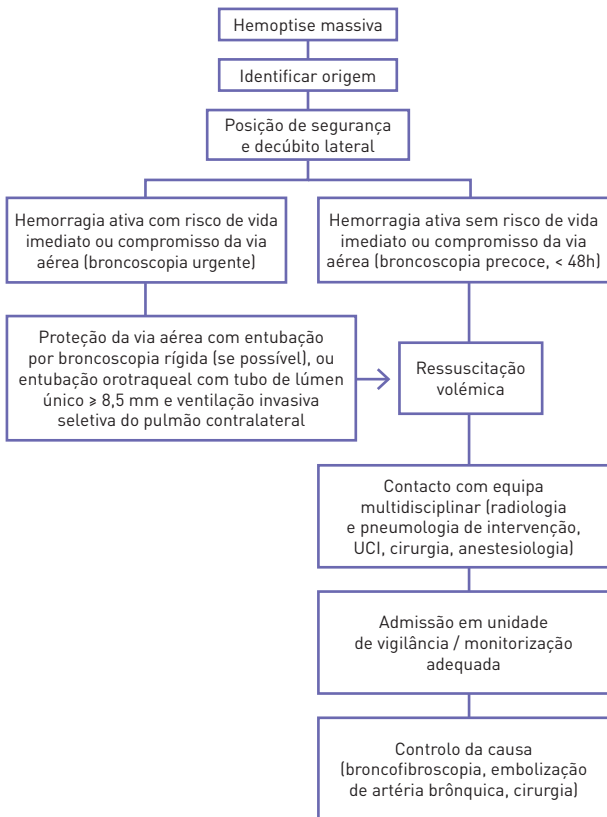 Hemoptise massiva
Identificar origem
Posição de segurança
e decúbito lateral
Hemorragia ativa com risco de vida
imediato ou compromisso da via
aérea (broncoscopia urgente)
Hemorragia ativa sem risco de vida
imediato ou compromisso da via
aérea (broncoscopia precoce, < 48h)
Proteção da via aérea com entubação
por broncoscopia rígida (se possível), ou
entubação orotraqueal com tubo de lúmen
único ≥ 8,5 mm e ventilação invasiva
seletiva do pulmão contralateral
Ressuscitação
volémica
Contacto com equipa
multidisciplinar (radiologia
e pneumologia de intervenção,
UCI, cirurgia, anestesiologia)
Admissão em unidade
de vigilância / monitorização
adequada
Controlo da causa
(broncofibroscopia, embolização
de artéria brônquica, cirurgia)